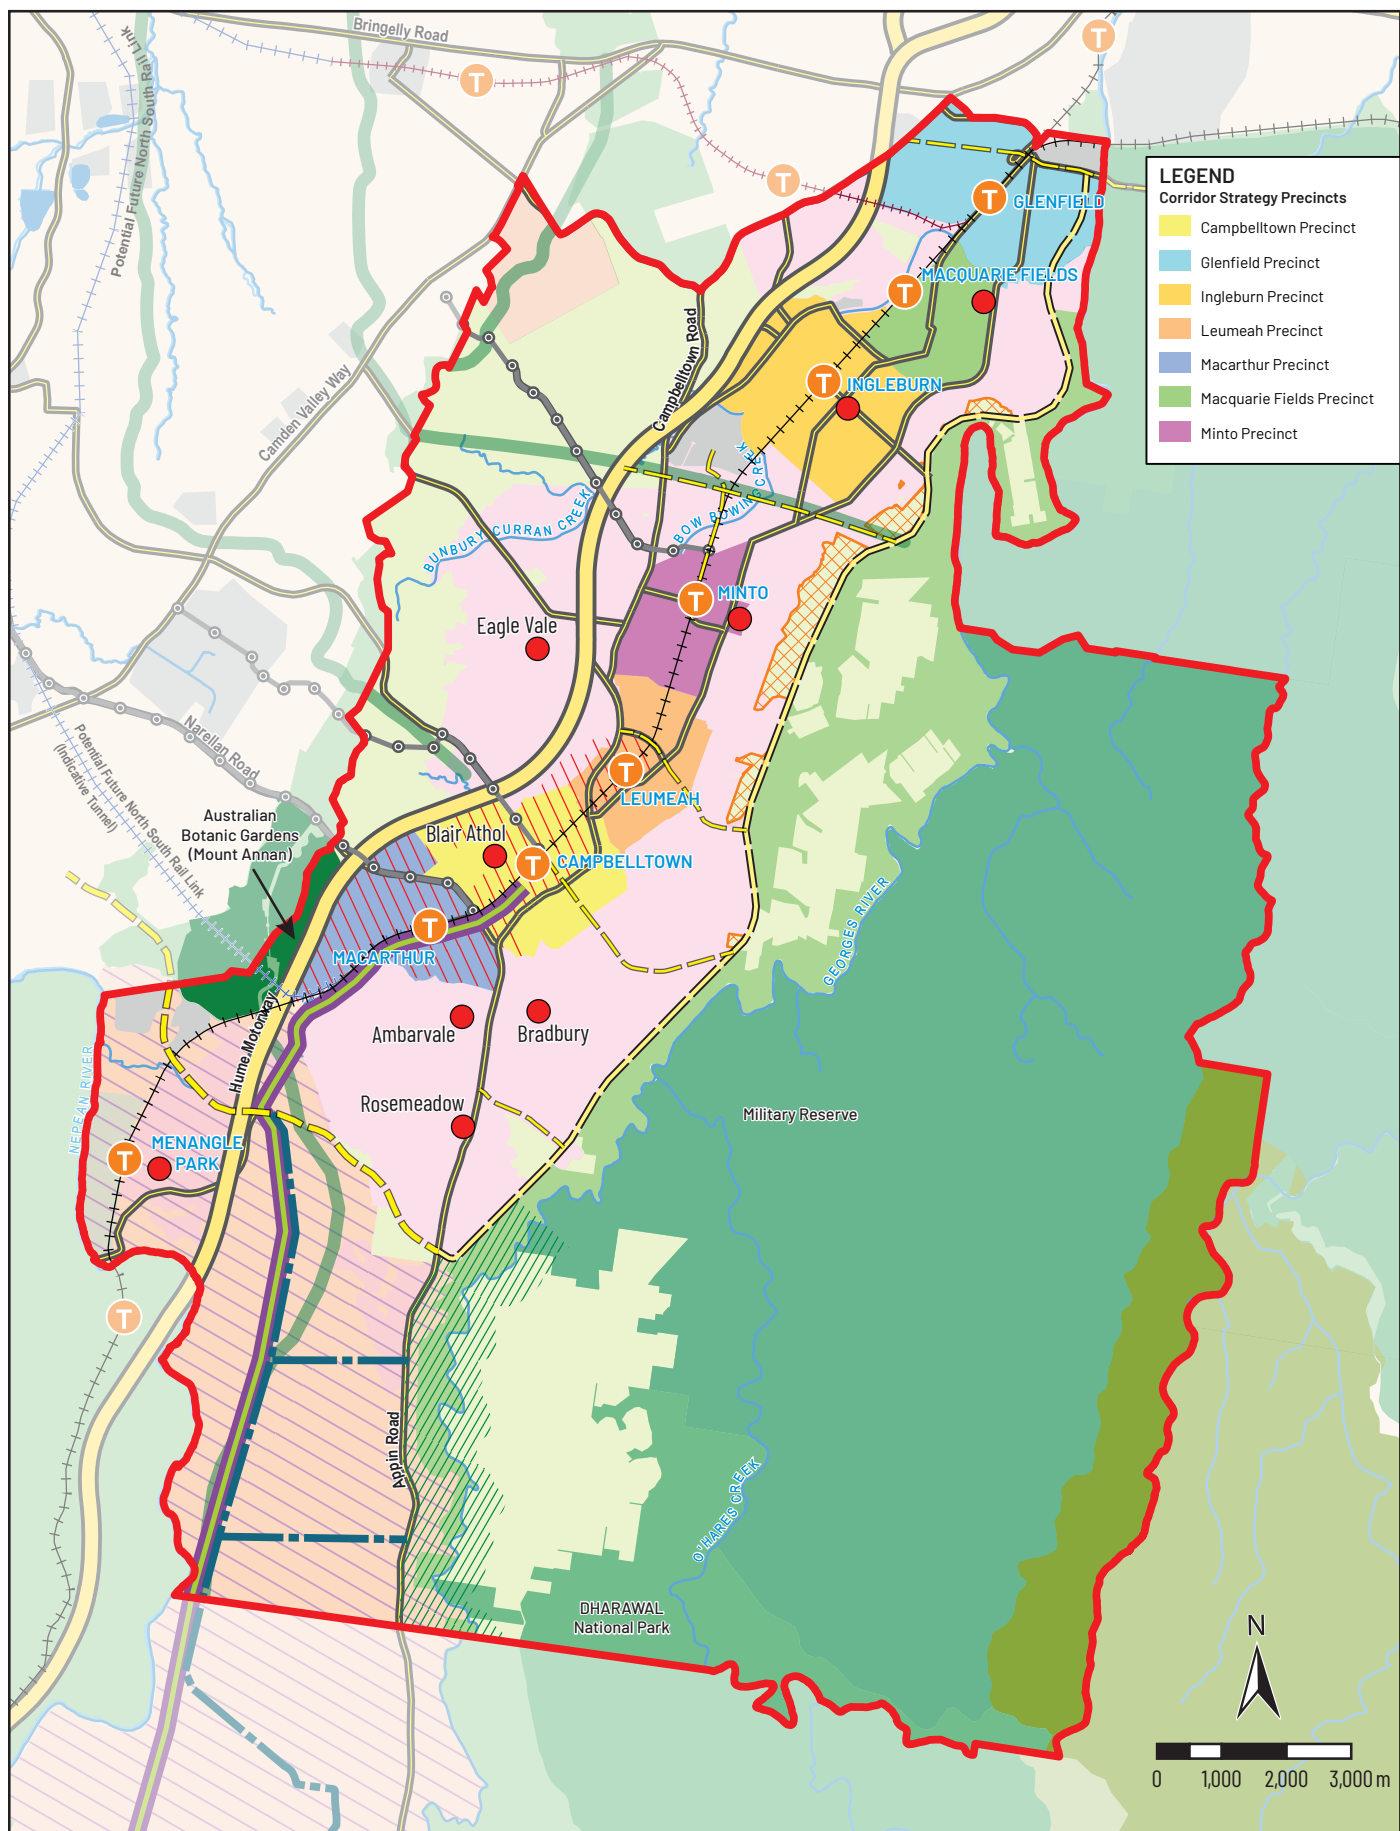 Bringelly Road
Potential Future North South Rail Link
T
T
T
LEGEND
Corridor Strategy Precincts
Campbelltown Precinct
Glenfield Precinct
Ingleburn Precinct
Leumeah Precinct
Macarthur Precinct
Macquarie Fields Precinct
Minto Precinct
T
GLENFIELD
MACQUARIE FIELDS
T
Campbelltown Road
Camden Valley Way
T
INGLEBURN
BUNBURY CURRAN CREEK
BOW BOWING CREEK
T
MINTO
Eagle Vale
Narellan Road
Potential Future North South Rail Link
(Indicative Tunnel)
T
LEUMEAH
Australian
Botanic Gardens
(Mount Annan)
Blair Athol
T
CAMPBELLTOWN
T
MACARTHUR
GEORGES RIVER
Hume Motorway
Ambarvale
Bradbury
NEPEAN RIVER
Rosemeadow
Military Reserve
T
MENANGLE
PARK
T
Appin Road
O'HARES CREEK
DHARAWAL
National Park
N
0 1,000 2,000 3,000 m